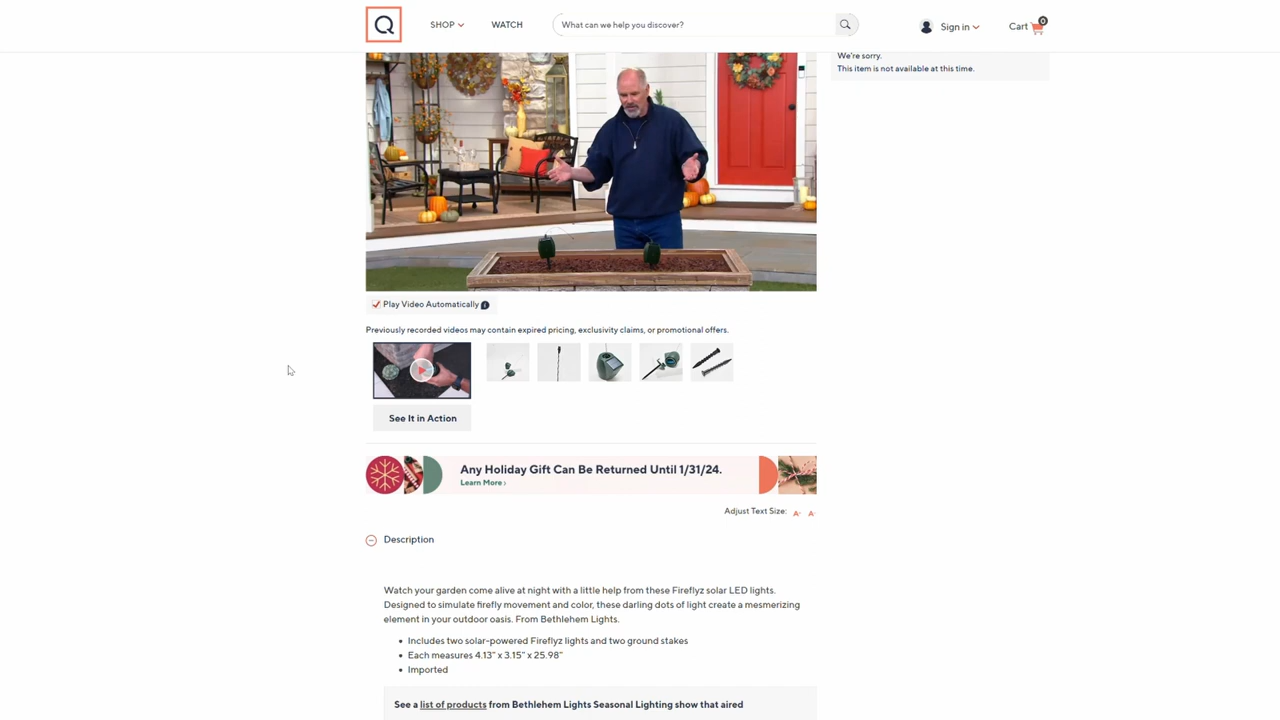 Q
SHOP
WATCH
What can we help you discover?
Sign in
Cart
0
We're sorry.
This item is not available at this time.
Play Video Automatically i
Previously recorded videos may contain expired pricing, exclusivity claims, or promotional offers.
See It in Action
Any Holiday Gift Can Be Returned Until 1/31/24.
Learn More ›
Adjust Text Size: A- A+
Description
Watch your garden come alive at night with a little help from these Fireflyz solar LED lights.
Designed to simulate firefly movement and color, these darling dots of light create a mesmerizing
element in your outdoor oasis. From Bethlehem Lights.
• Includes two solar-powered Fireflyz lights and two ground stakes
• Each measures 4.13" x 3.15" x 25.98"
• Imported
See a list of products from Bethlehem Lights Seasonal Lighting show that aired